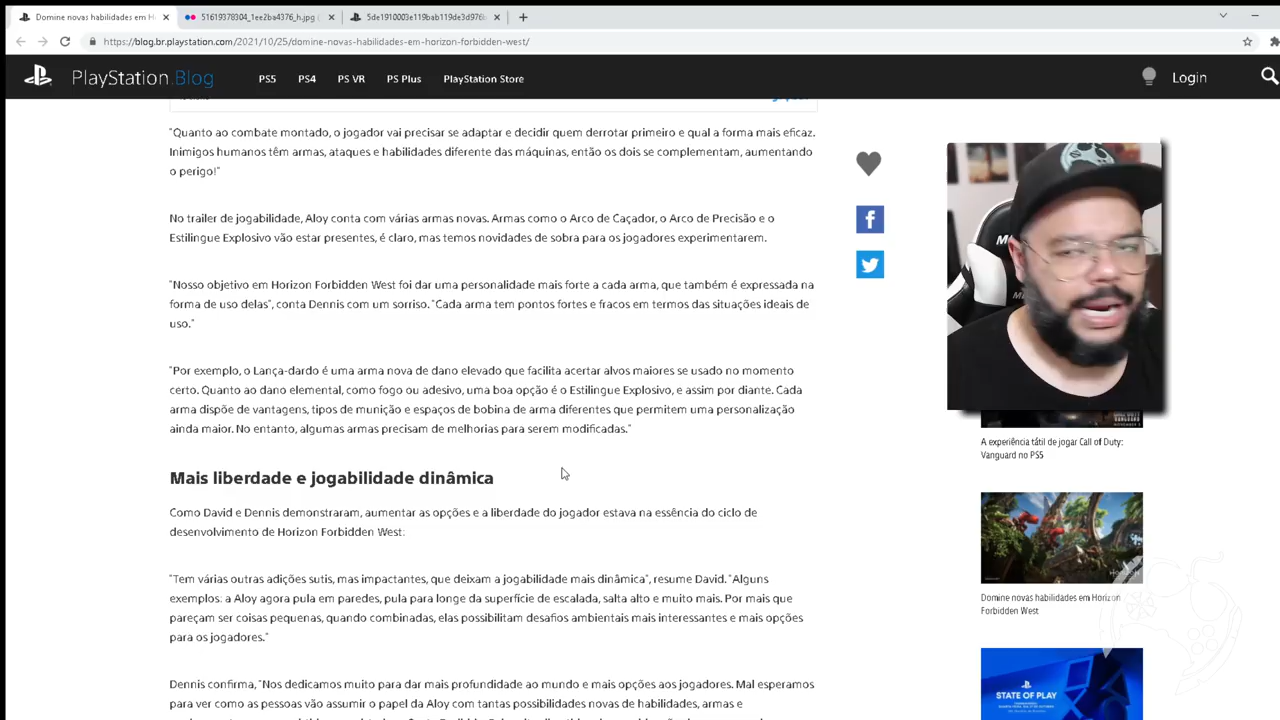 Domine novas habilidades em H
51619378304_1ee2ba4376_h.jpg (
5de1910003e119bab119de3d976b
https://blog.br.playstation.com/2021/10/25/domine-novas-habilidades-em-horizon-forbidden-west/
PlayStation.Blog
PS5 PS4 PS VR PS Plus PlayStation Store
Login
"Quanto ao combate montado, o jogador vai precisar se adaptar e decidir quem derrotar primeiro e qual a forma mais eficaz.
Inimigos humanos têm armas, ataques e habilidades diferente das máquinas, então os dois se complementam, aumentando
o perigo!"
No trailer de jogabilidade, Aloy conta com várias armas novas. Armas como o Arco de Caçador, o Arco de Precisão e o
Estilingue Explosivo vão estar presentes, é claro, mas temos novidades de sobra para os jogadores experimentarem.
"Nosso objetivo em Horizon Forbidden West foi dar uma personalidade mais forte a cada arma, que também é expressada na
forma de uso delas", conta Dennis com um sorriso. "Cada arma tem pontos fortes e fracos em termos das situações ideais de
uso."
"Por exemplo, o Lança-dardo é uma arma nova de dano elevado que facilita acertar alvos maiores se usado no momento
certo. Quanto ao dano elemental, como fogo ou adesivo, uma boa opção é o Estilingue Explosivo, e assim por diante. Cada
arma dispõe de vantagens, tipos de munição e espaços de bobina de arma diferentes que permitem uma personalização
ainda maior. No entanto, algumas armas precisam de melhorias para serem modificadas."
Mais liberdade e jogabilidade dinâmica
Como David e Dennis demonstraram, aumentar as opções e a liberdade do jogador estava na essência do ciclo de
desenvolvimento de Horizon Forbidden West:
"Tem várias outras adições sutis, mas impactantes, que deixam a jogabilidade mais dinâmica", resume David. "Alguns
exemplos: a Aloy agora pula em paredes, pula para longe da superfície de escalada, salta alto e muito mais. Por mais que
pareçam ser coisas pequenas, quando combinadas, elas possibilitam desafios ambientais mais interessantes e mais opções
para os jogadores."
Dennis confirma, "Nos dedicamos muito para dar mais profundidade ao mundo e mais opções aos jogadores. Mal esperamos
para ver como as pessoas
A experiência tátil de jogar Call of Duty:
Vanguard no PS5
Domine novas habilidades em Horizon
Forbidden West
STATE OF PLAY